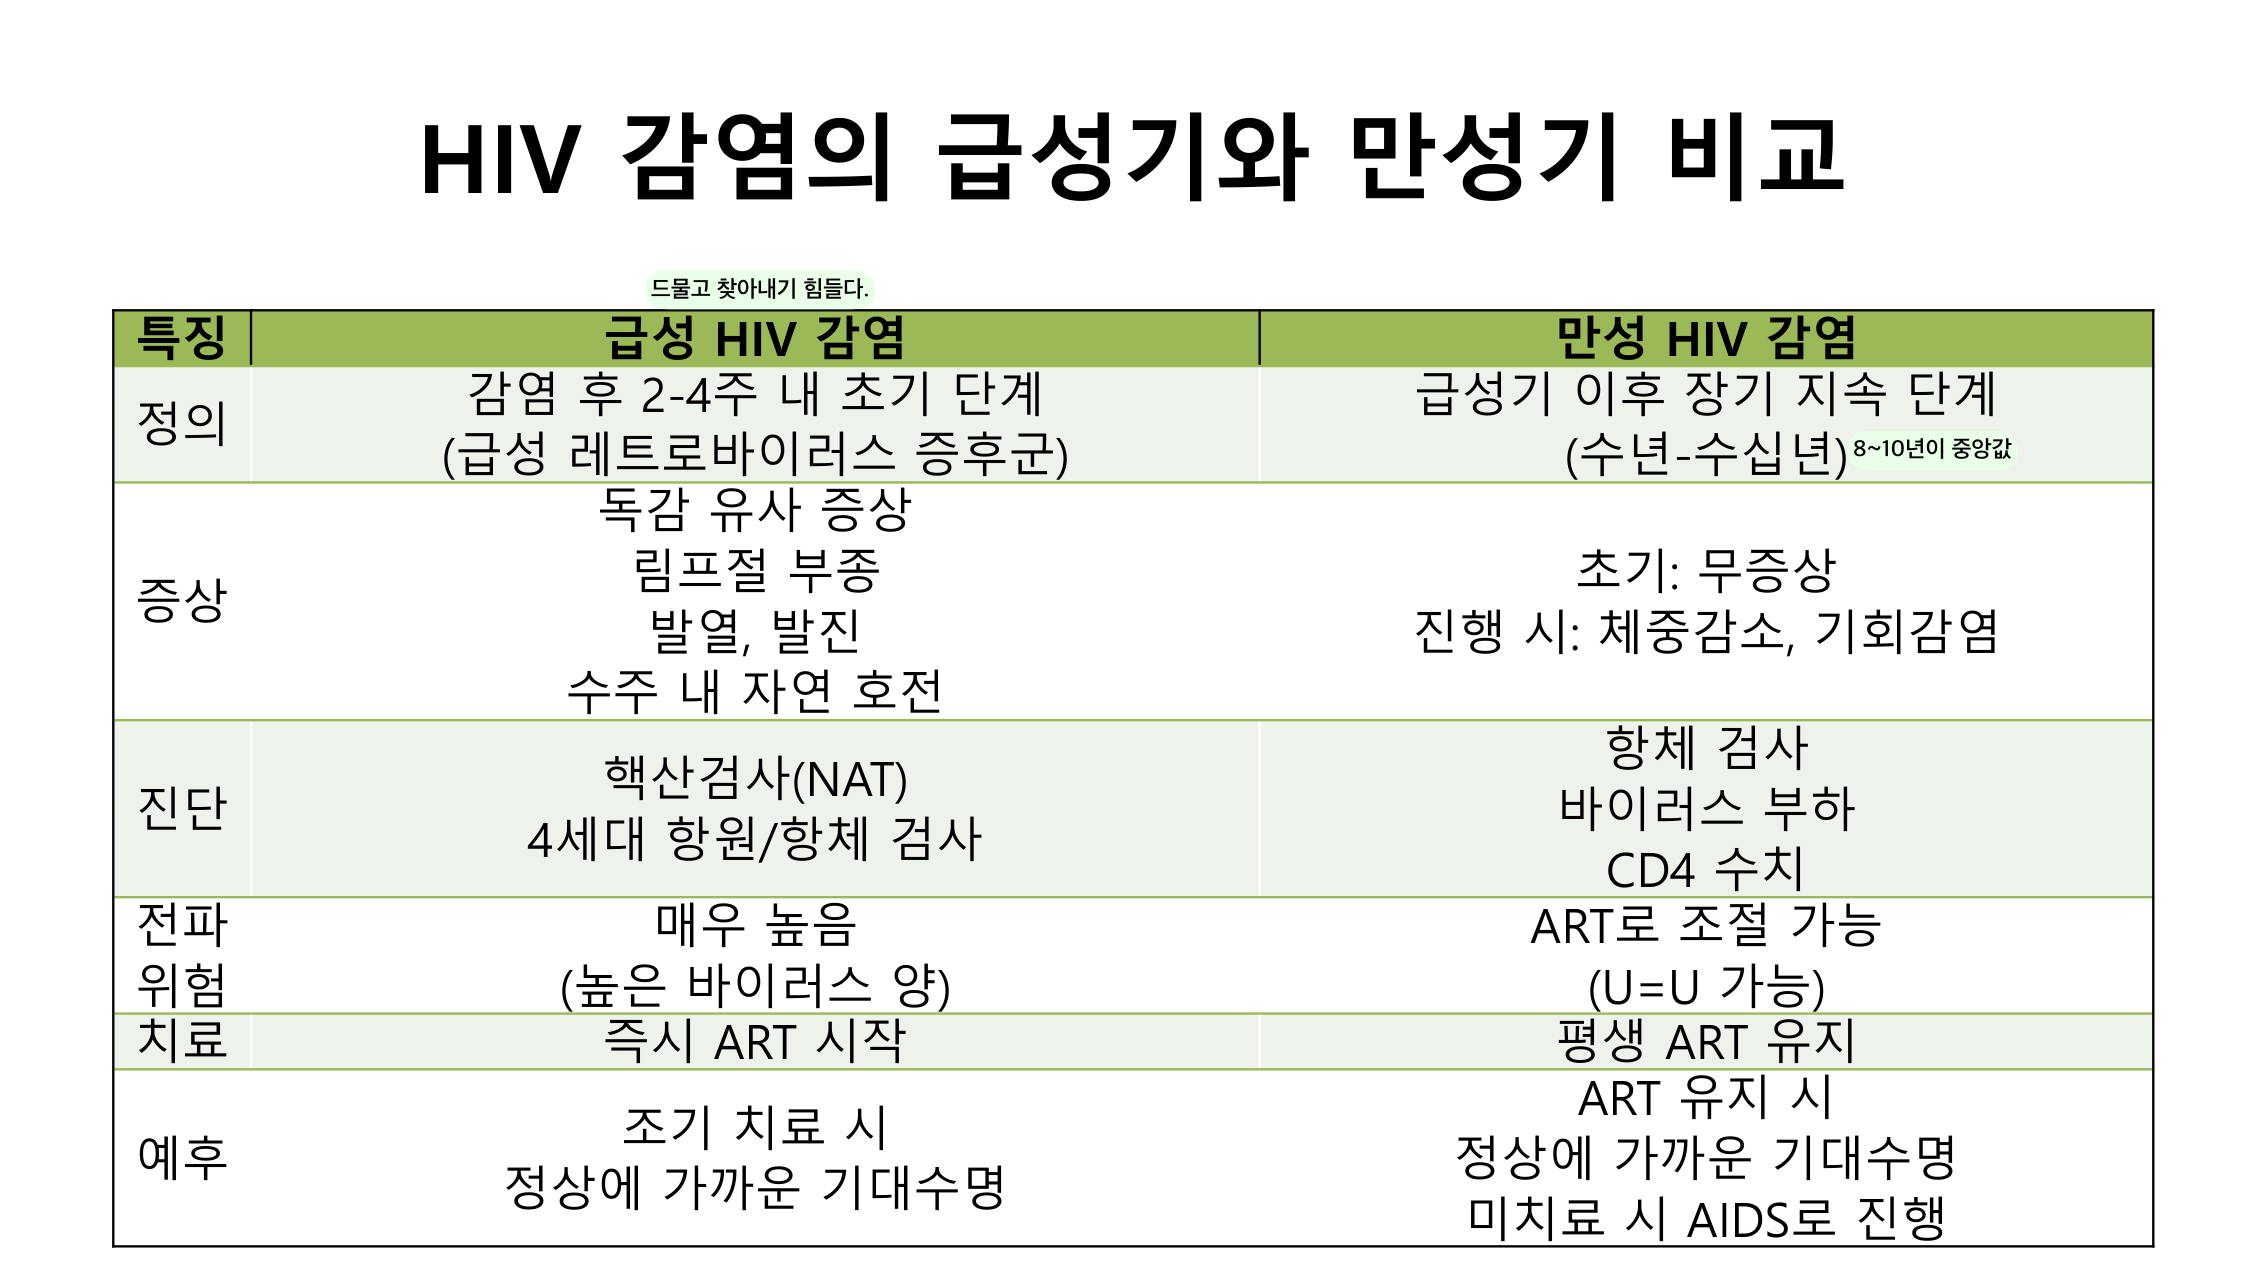 HIV 감염의 급성기와 만성기 비교
드물고 찾아내기 힘들다.
특징 급성 HIV 감염 만성 HIV 감염
정의
감염 후 2-4주 내 초기 단계
(급성 레트로바이러스 증후군)
급성기 이후 장기 지속 단계
(수년-수십년) 8~10년이 중앙값
증상
독감 유사 증상
림프절 부종
발열, 발진
수주 내 자연 호전
초기: 무증상
진행 시: 체중감소, 기회감염
진단
핵산검사(NAT)
4세대 항원/항체 검사
항체 검사
바이러스 부하
CD4 수치
전파
위험
매우 높음
(높은 바이러스 양)
ART로 조절 가능
(U=U 가능)
치료 즉시 ART 시작 평생 ART 유지
예후
조기 치료 시
정상에 가까운 기대수명
ART 유지 시
정상에 가까운 기대수명
미치료 시 AIDS로 진행